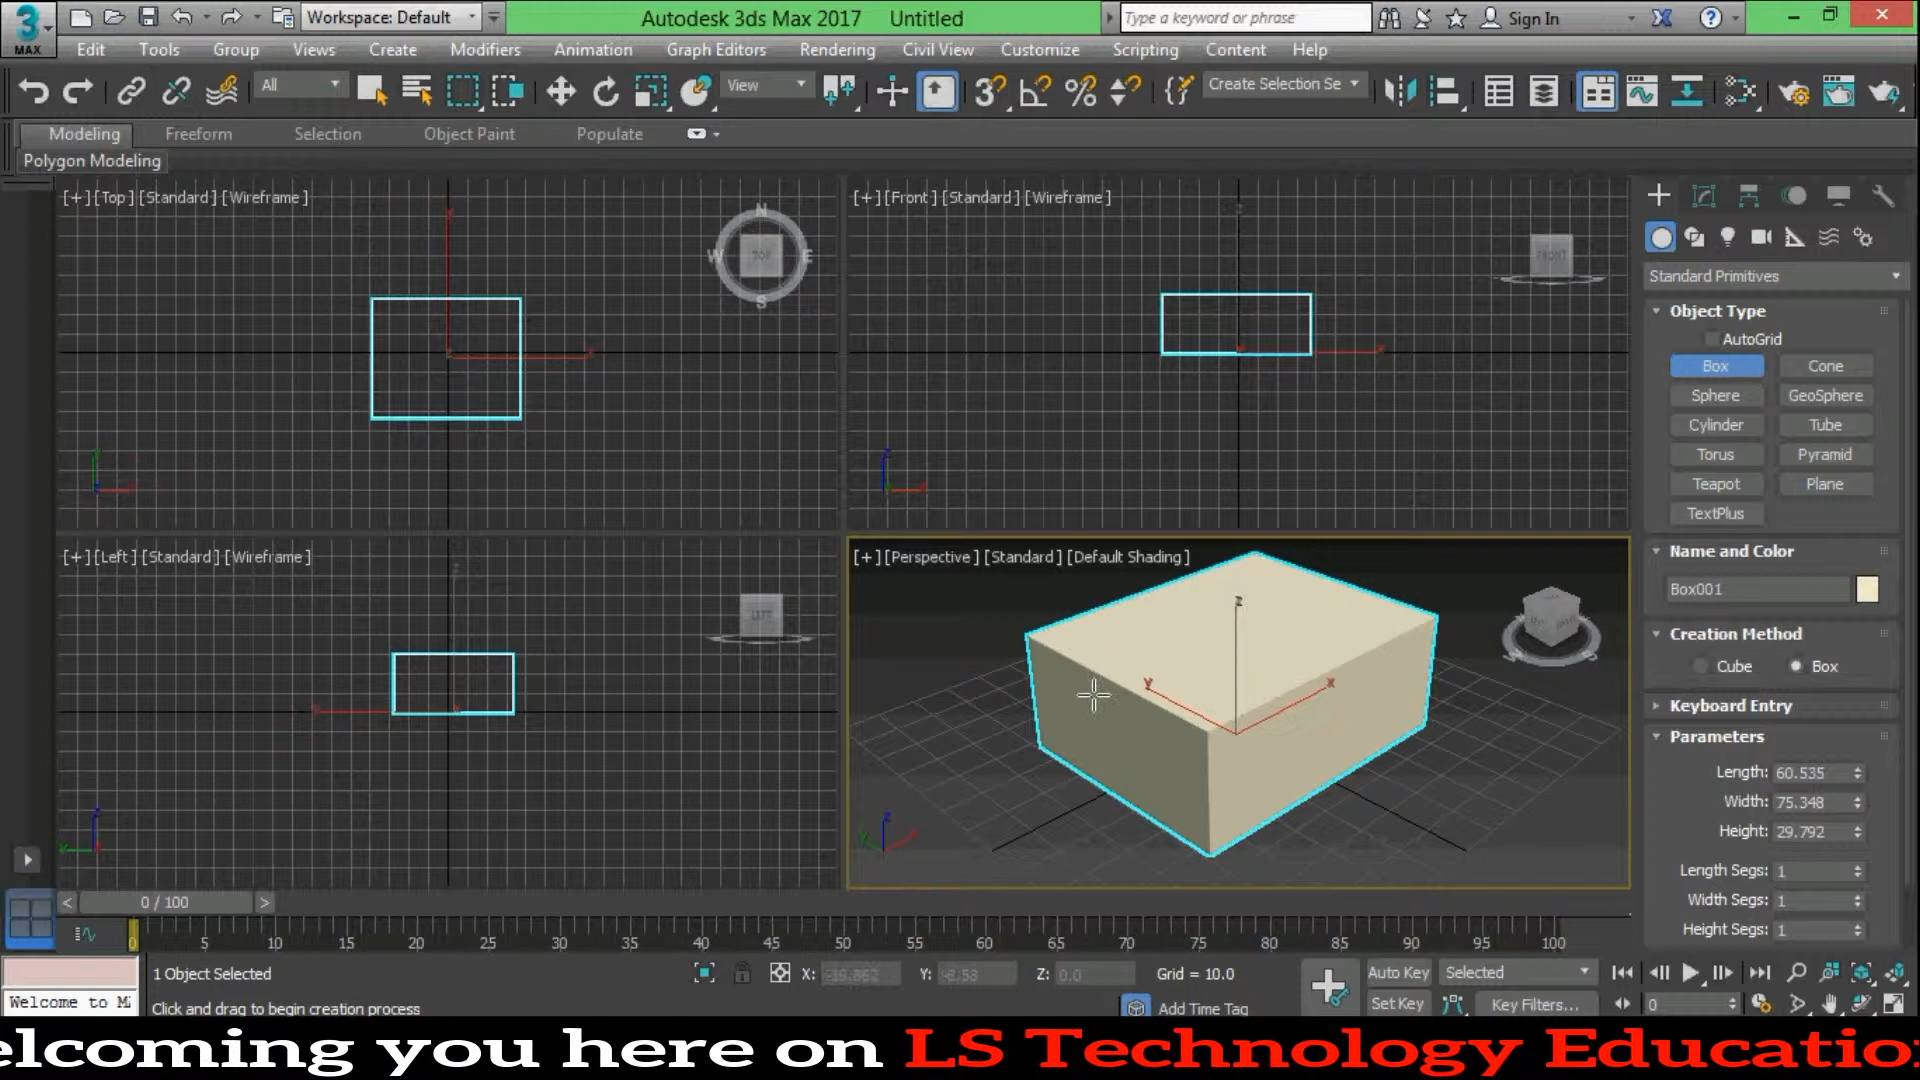 Workspace: Default
Autodesk 3ds Max 2017 Untitled
Type a keyword or phrase
Sign In
MAX
Edit Tools Group Views Create Modifiers Animation Graph Editors Rendering Civil View Customize Scripting Content Help
All
View
Create Selection Se
Modeling Freeform Selection Object Paint Populate
Polygon Modeling
[+][Top][Standard][Wireframe]
N
W TOP E
S
[+][Front][Standard][Wireframe]
FRONT
[+][Left][Standard][Wireframe]
LEFT
[+][Perspective][Standard][Default Shading]
Standard Primitives
Object Type
AutoGrid
Box Cone
Sphere GeoSphere
Cylinder Tube
Torus Pyramid
Teapot Plane
TextPlus
Name and Color
Box001
Creation Method
Cube Box
Keyboard Entry
Parameters
Length: 60.535
Width: 75.348
Height: 29.792
Length Segs: 1
Width Segs: 1
Height Segs: 1
< 0 / 100 >
0 5 10 15 20 25 30 35 40 45 50 55 60 65 70 75 80 85 90 95 100
1 Object Selected
X: Y: Z: 0.0
Grid = 10.0
Auto Key Selected
Welcome to M
Click and drag to begin creation process
Add Time Tag
Set Key Key Filters...
0
elcoming you here on LS Technology Education